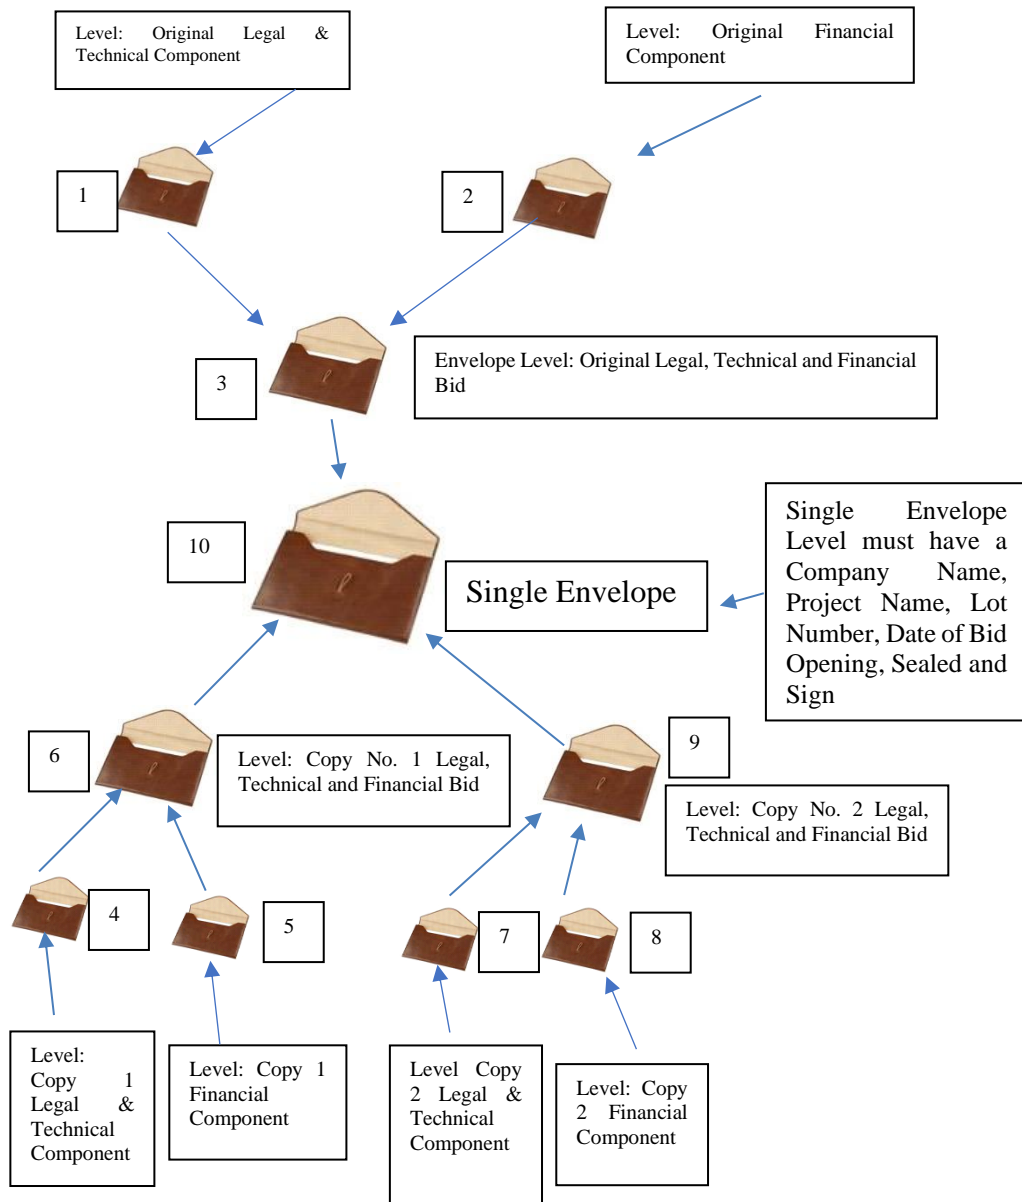 Level: Original Legal &
Technical Component
Level: Original Financial
Component
1
2
3
Envelope Level: Original Legal, Technical and Financial
Bid
10
Single Envelope
Single Envelope
Level must have a
Company Name,
Project Name, Lot
Number, Date of Bid
Opening, Sealed and
Sign
6
Level: Copy No. 1 Legal,
Technical and Financial Bid
9
Level: Copy No. 2 Legal,
Technical and Financial Bid
4
5
7
8
Level:
Copy 1
Legal &
Technical
Component
Level: Copy 1
Financial
Component
Level Copy
2 Legal &
Technical
Component
Level: Copy
2 Financial
Component